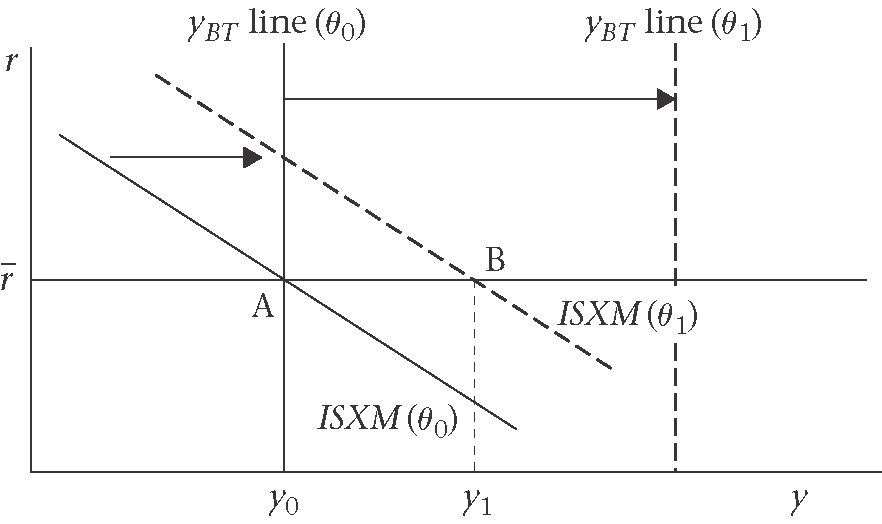 y_BT line (θ₀) y_BT line (θ₁)
r
r̄
B
A
ISXM (θ₁)
ISXM (θ₀)
y₀ y₁ y